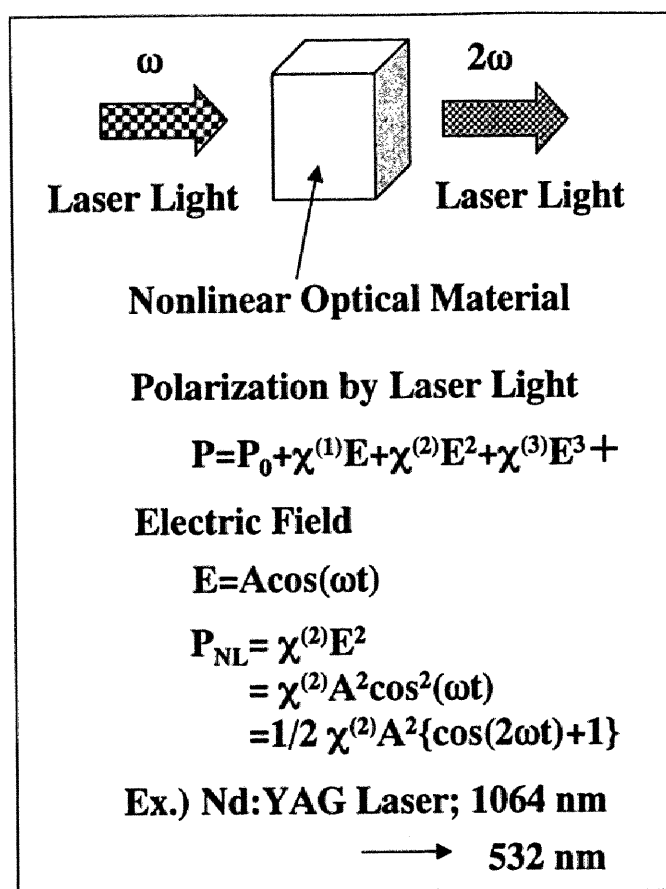 ω 2ω
Laser Light Laser Light
Nonlinear Optical Material
Polarization by Laser Light
P=P₀+χ⁽¹⁾E+χ⁽²⁾E²+χ⁽³⁾E³+
Electric Field
E=Acos(ωt)
P_NL= χ⁽²⁾E²
= χ⁽²⁾A²cos²(ωt)
=1/2 χ⁽²⁾A²{cos(2ωt)+1}
Ex.) Nd:YAG Laser; 1064 nm
→ 532 nm